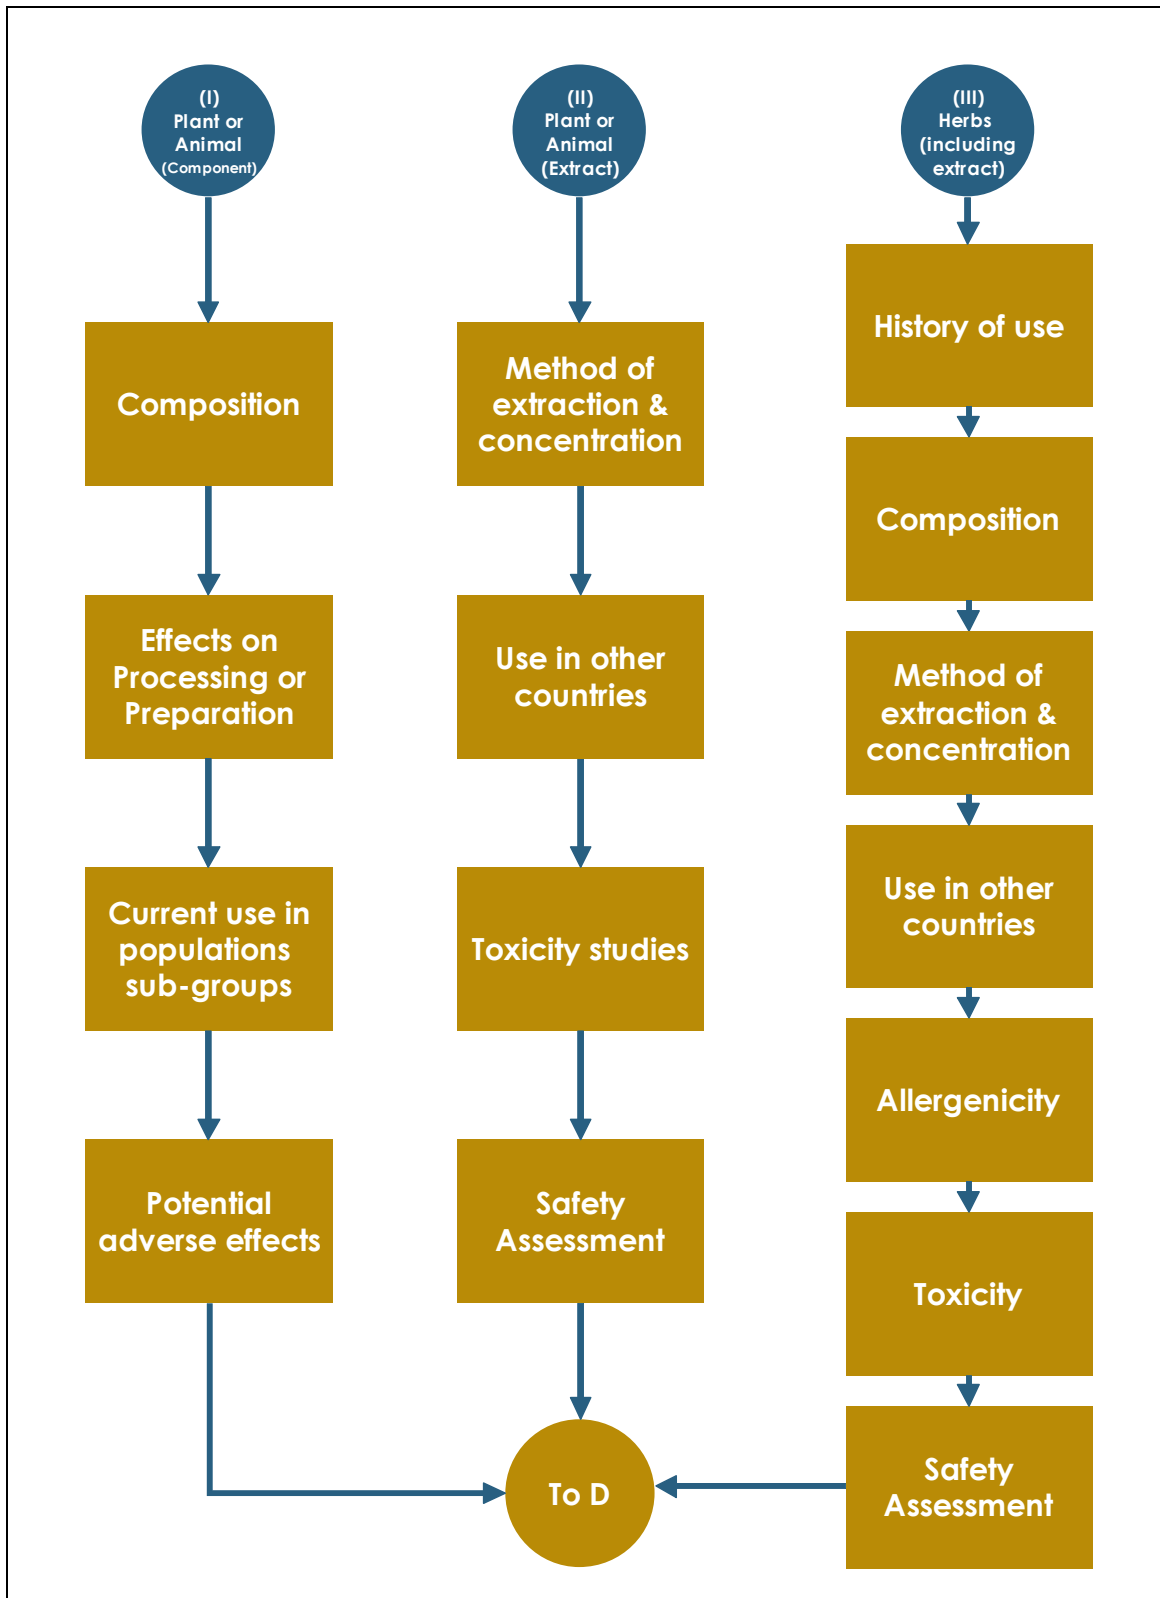 (I)
Plant or
Animal
(Component)
Composition
Effects on
Processing or
Preparation
Current use in
populations
sub-groups
Potential
adverse effects
(II)
Plant or
Animal
(Extract)
Method of
extraction &
concentration
Use in other
countries
Toxicity studies
Safety
Assessment
To D
(III)
Herbs
(including
extract)
History of use
Composition
Method of
extraction &
concentration
Use in other
countries
Allergenicity
Toxicity
Safety
Assessment